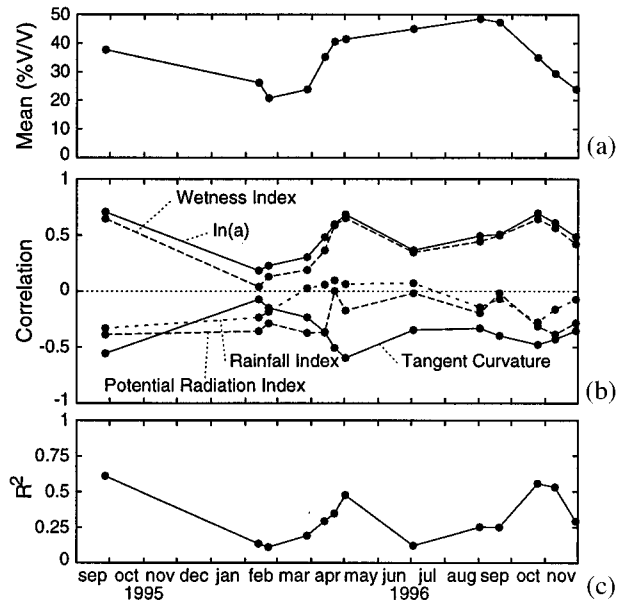 50
40
30
20
10
0
Mean (%V/V)
(a)
1
0.5
0
-0.5
-1
Correlation
Wetness Index
ln(a)
Rainfall Index
Potential Radiation Index
Tangent Curvature
(b)
1
0.75
0.5
0.25
0
R2
(c)
sep oct nov dec jan feb mar apr may jun jul aug sep oct nov
1995 1996